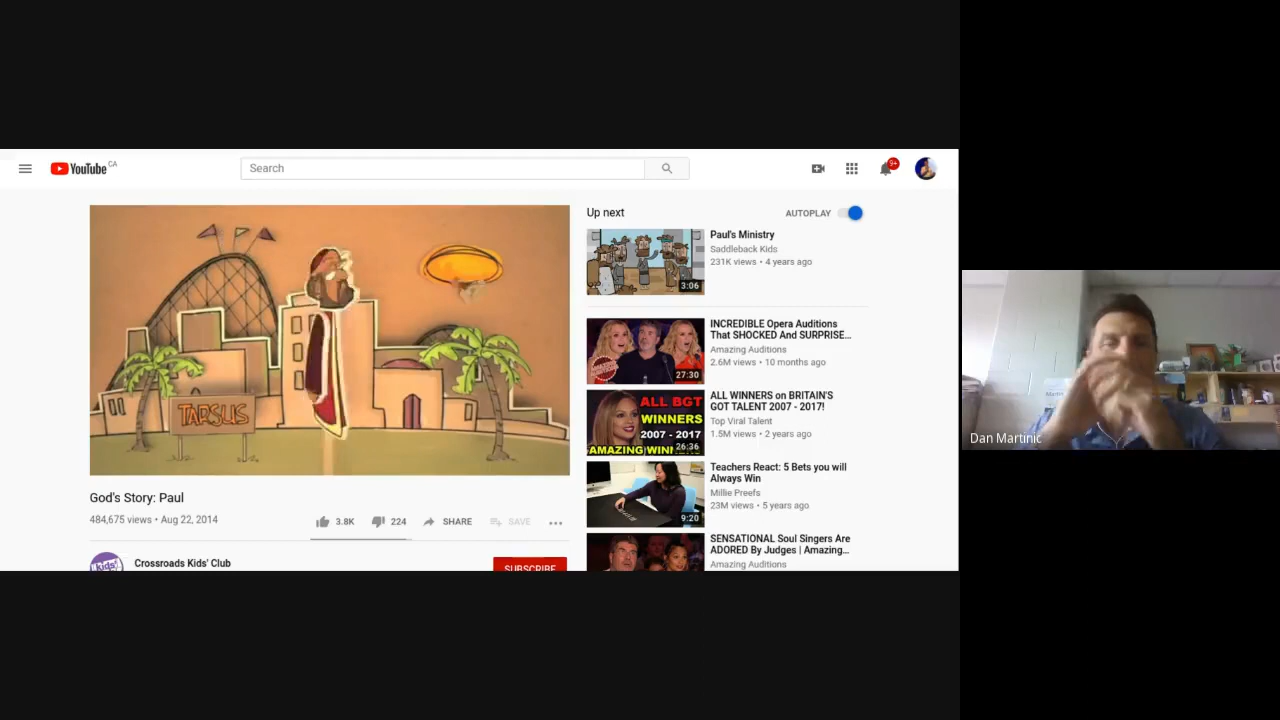 YouTube CA
Search
9+
TARSUS
God's Story: Paul
484,675 views • Aug 22, 2014
3.8K
224
SHARE
SAVE
Crossroads Kids' Club
SUBSCRIBE
Up next
AUTOPLAY
Paul's Ministry
Saddleback Kids
231K views • 4 years ago
3:06
INCREDIBLE Opera Auditions
That SHOCKED And SURPRISE...
Amazing Auditions
2.6M views • 10 months ago
27:30
ALL BGT
WINNERS
2007 - 2017
AMAZING
26:36
ALL WINNERS on BRITAIN'S
GOT TALENT 2007 - 2017!
Top Viral Talent
1.5M views • 2 years ago
Teachers React: 5 Bets you will
Always Win
Millie Preefs
23M views • 5 years ago
9:20
SENSATIONAL Soul Singers Are
ADORED By Judges | Amazing...
Amazing Auditions
Dan Martinic